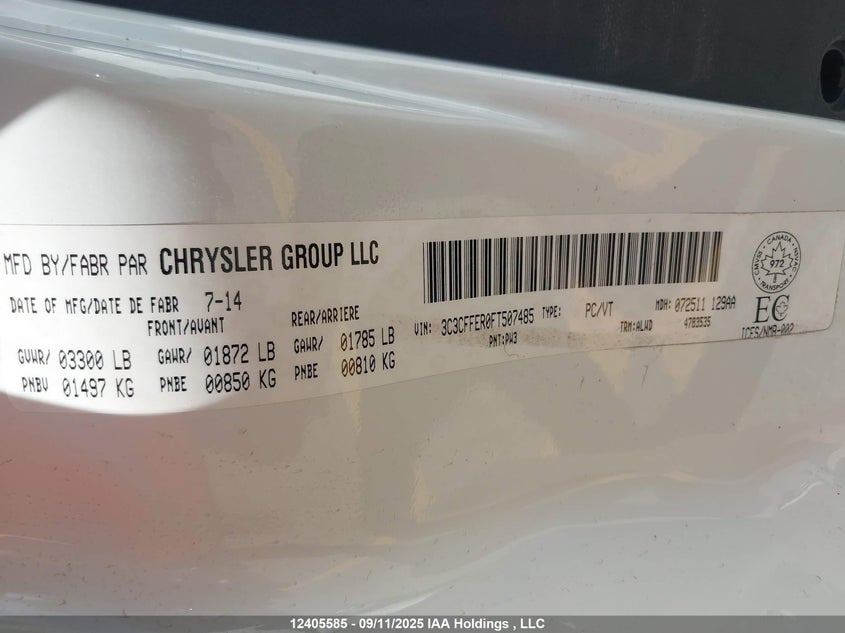 MFD BY/FABR PAR CHRYSLER GROUP LLC
DATE OF MFG/DATE DE FABR 7-14
FRONT/AVANT REAR/ARRIERE
GVWR/ 03300 LB GAWR/ 01872 LB GAWR/ 01785 LB
PNBV 01497 KG PNBE 00850 KG PNBE 00810 KG
VIN: 3C3CFFER0FT507485 TYPE: PC/VT MDH: 072511 129AA
PNT:PW3 TRM:ALWD 4783535
CANADA
CMVSS NSVAC
972
TRANSPORT
EC
ICES/NMB-002
12405585 - 09/11/2025 IAA Holdings , LLC